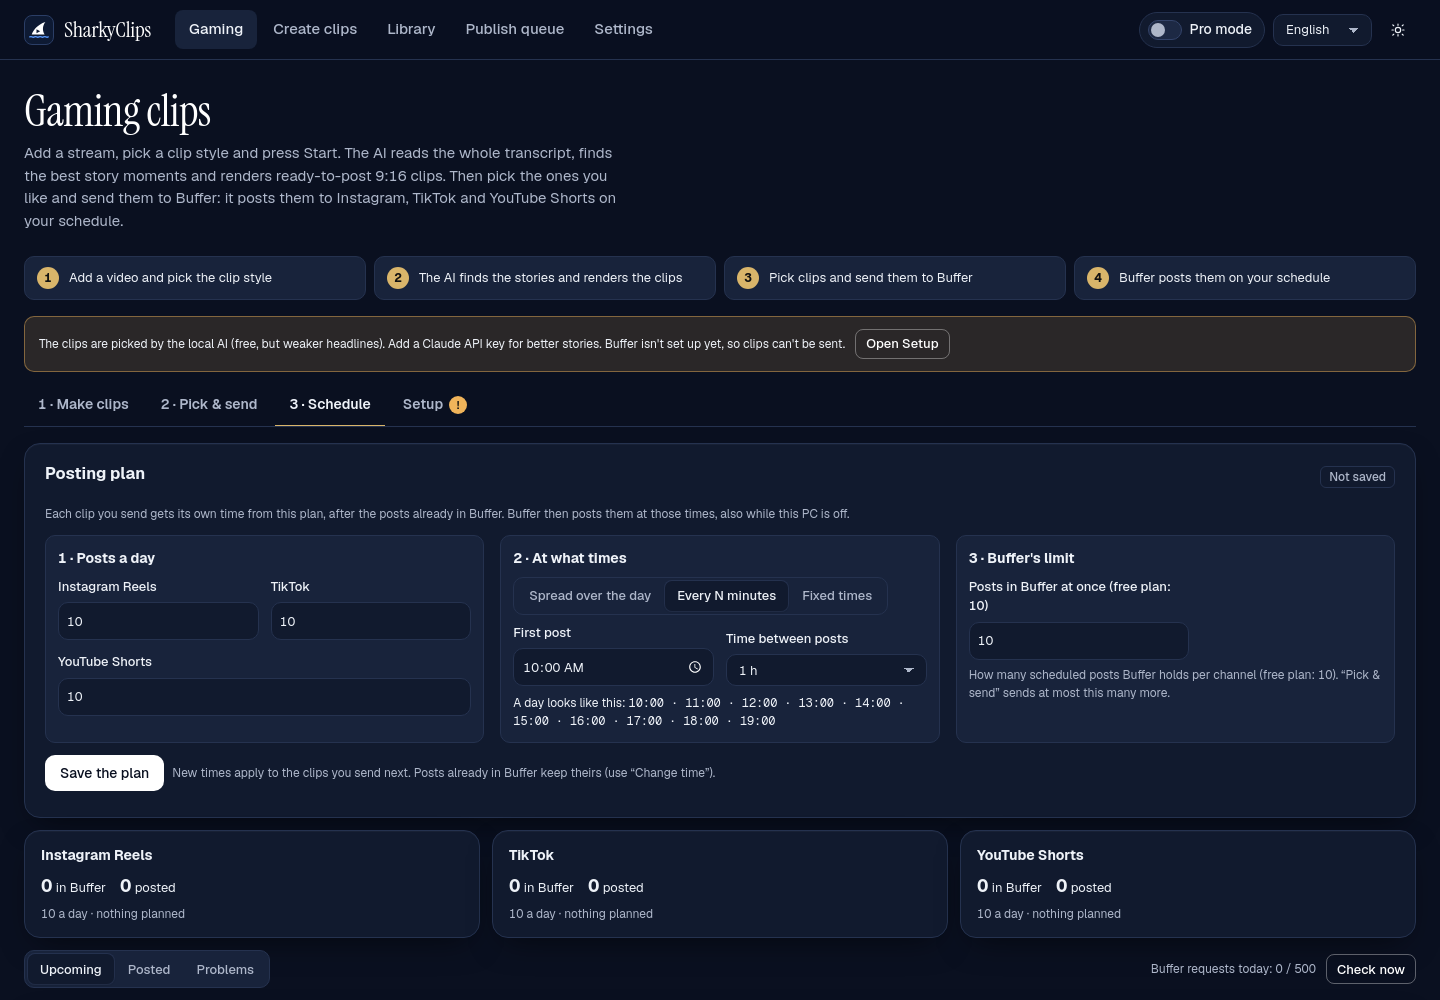 SharkyClips
Gaming
Create clips
Library
Publish queue
Settings
Pro mode
English
Gaming clips
Add a stream, pick a clip style and press Start. The AI reads the whole transcript, finds
the best story moments and renders ready-to-post 9:16 clips. Then pick the ones you
like and send them to Buffer: it posts them to Instagram, TikTok and YouTube Shorts on
your schedule.
1 Add a video and pick the clip style
2 The AI finds the stories and renders the clips
3 Pick clips and send them to Buffer
4 Buffer posts them on your schedule
The clips are picked by the local AI (free, but weaker headlines). Add a Claude API key for better stories. Buffer isn't set up yet, so clips can't be sent.
Open Setup
1 · Make clips
2 · Pick & send
3 · Schedule
Setup !
Posting plan
Not saved
Each clip you send gets its own time from this plan, after the posts already in Buffer. Buffer then posts them at those times, also while this PC is off.
1 · Posts a day
Instagram Reels
TikTok
10
10
YouTube Shorts
10
2 · At what times
Spread over the day
Every N minutes
Fixed times
First post
Time between posts
10:00 AM
1 h
A day looks like this: 10:00 · 11:00 · 12:00 · 13:00 · 14:00 ·
15:00 · 16:00 · 17:00 · 18:00 · 19:00
3 · Buffer's limit
Posts in Buffer at once (free plan:
10)
10
How many scheduled posts Buffer holds per channel (free plan: 10). “Pick &
send” sends at most this many more.
Save the plan
New times apply to the clips you send next. Posts already in Buffer keep theirs (use “Change time”).
Instagram Reels
0 in Buffer 0 posted
10 a day · nothing planned
TikTok
0 in Buffer 0 posted
10 a day · nothing planned
YouTube Shorts
0 in Buffer 0 posted
10 a day · nothing planned
Upcoming
Posted
Problems
Buffer requests today: 0 / 500
Check now